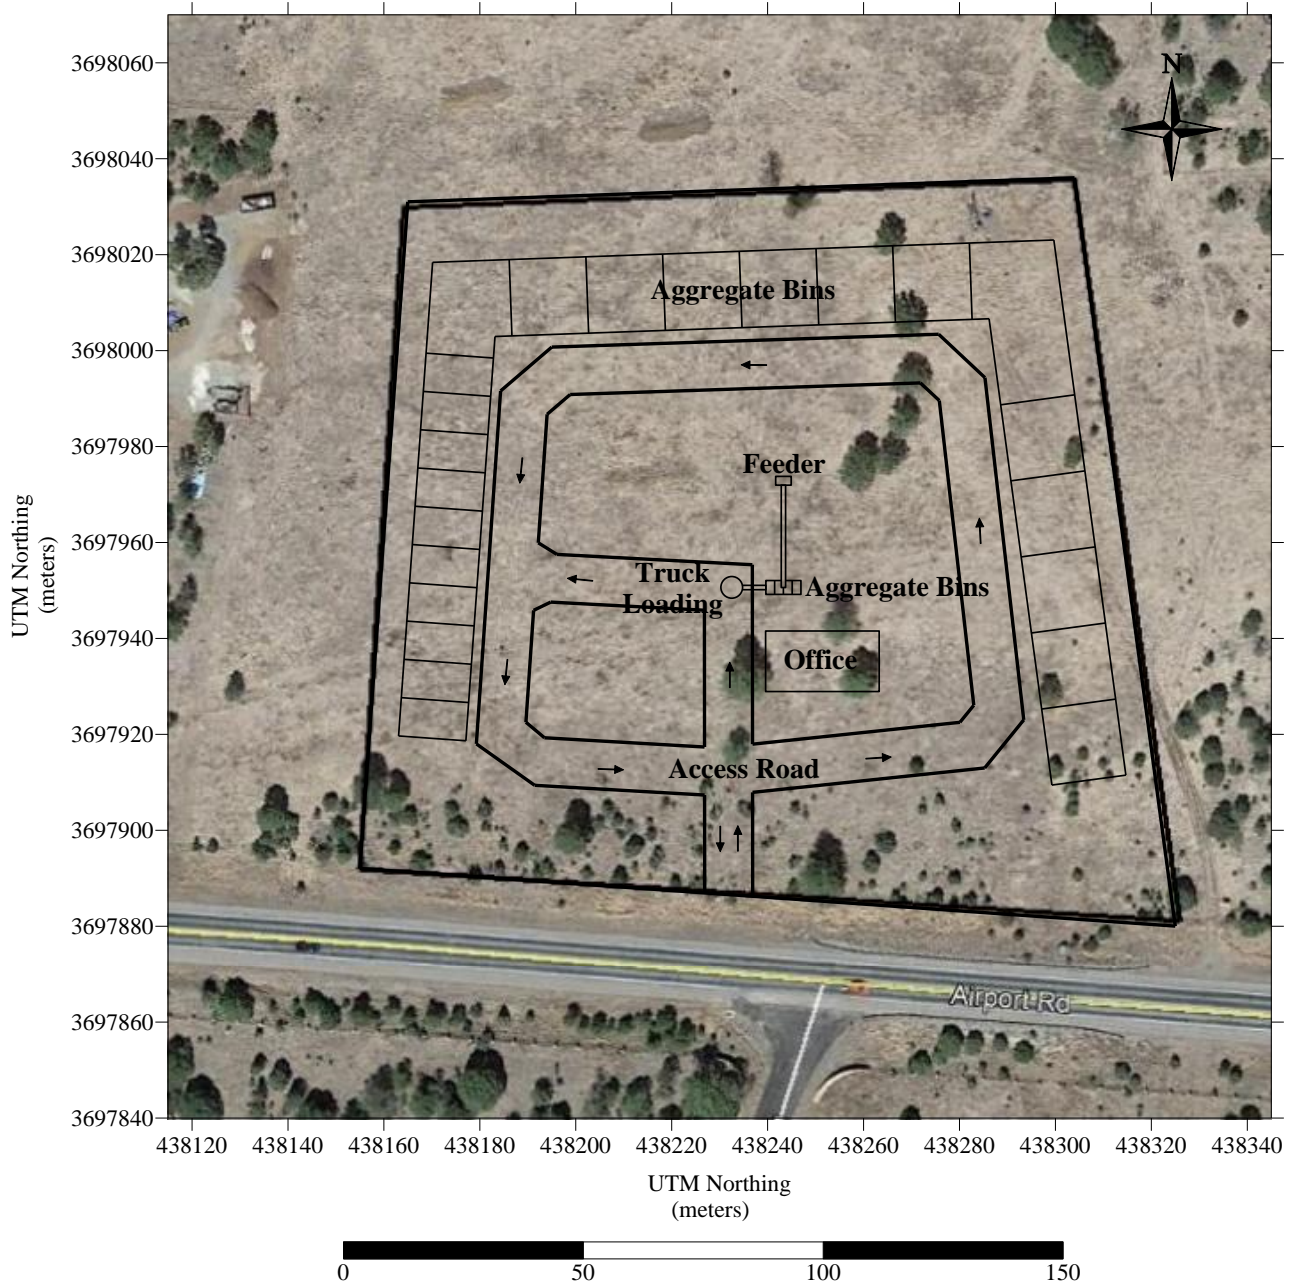 N
3698060
3698040
3698020
3698000
3697980
3697960
3697940
3697920
3697900
3697880
3697860
3697840
UTM Northing
(meters)
Aggregate Bins
Feeder
Truck
Loading
Aggregate Bins
Office
Access Road
Airport Rd
438120 438140 438160 438180 438200 438220 438240 438260 438280 438300 438320 438340
UTM Northing
(meters)
0 50 100 150